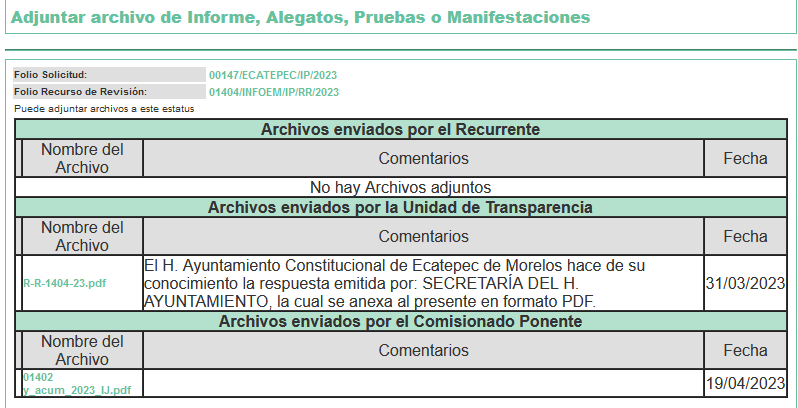 Adjuntar archivo de Informe, Alegatos, Pruebas o Manifestaciones
Folio Solicitud: 00147/ECATEPEC/IP/2023
Folio Recurso de Revisión: 01404/INFOEM/IP/RR/2023
Puede adjuntar archivos a este estatus
Archivos enviados por el Recurrente
Nombre del
Archivo
Comentarios
Fecha
No hay Archivos adjuntos
Archivos enviados por la Unidad de Transparencia
Nombre del
Archivo
Comentarios
Fecha
R-R-1404-23.pdf
El H. Ayuntamiento Constitucional de Ecatepec de Morelos hace de su
conocimiento la respuesta emitida por: SECRETARÍA DEL H.
AYUNTAMIENTO, la cual se anexa al presente en formato PDF.
31/03/2023
Archivos enviados por el Comisionado Ponente
Nombre del
Archivo
Comentarios
Fecha
01402
y_acum_2023_IJ.pdf
19/04/2023